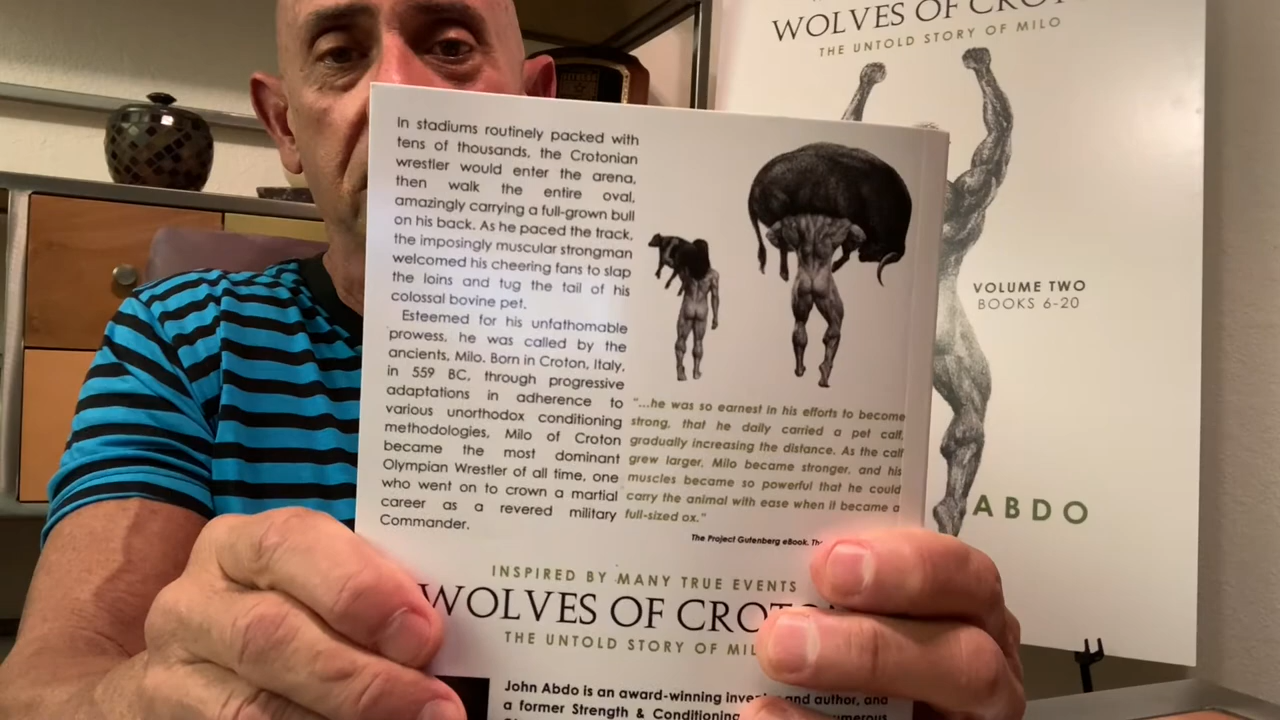 WOLVES OF CROT
THE UNTOLD STORY OF MILO
VOLUME TWO
BOOKS 6-20
ABDO
In stadiums routinely packed with
tens of thousands, the Crotonian
wrestler would enter the arena,
then walk the entire oval,
amazingly carrying a full-grown bull
on his back. As he paced the track,
the imposingly muscular strongman
welcomed his cheering fans to slap
the loins and tug the tail of his
colossal bovine pet.
Esteemed for his unfathomable
prowess, he was called by the
ancients, Milo. Born in Croton, Italy,
in 559 BC, through progressive
adaptations in adherence to
various unorthodox conditioning
methodologies, Milo of Croton
became the most dominant
Olympian Wrestler of all time, one
who went on to crown a martial
career as a revered military
Commander.
"...he was so earnest in his efforts to become
strong, that he daily carried a pet calf,
gradually increasing the distance. As the calf
grew larger, Milo became stronger, and his
muscles became so powerful that he could
carry the animal with ease when it became a
full-sized ox."
The Project Gutenberg eBook,
INSPIRED BY MANY TRUE EVENTS
WOLVES OF CROTO
THE UNTOLD STORY OF MIL
John Abdo is an award-winning and author, and
a former Strength & Conditioning